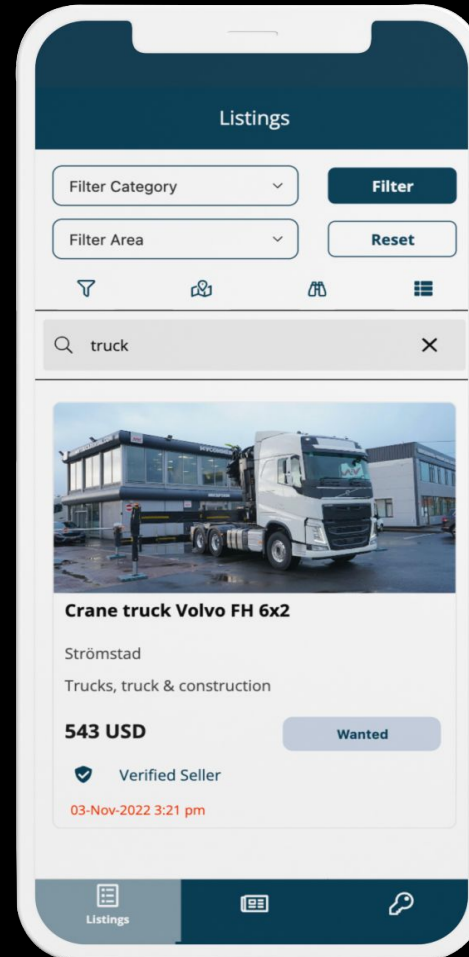 Listings
Filter Category
Filter
Filter Area
Reset
truck
Crane truck Volvo FH 6x2
Strömstad
Trucks, truck & construction
543 USD
Wanted
Verified Seller
03-Nov-2022 3:21 pm
Listings